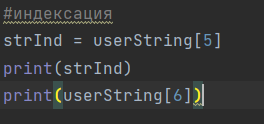 #индексация
strInd = userString[5]
print(strInd)
print(userString[6])